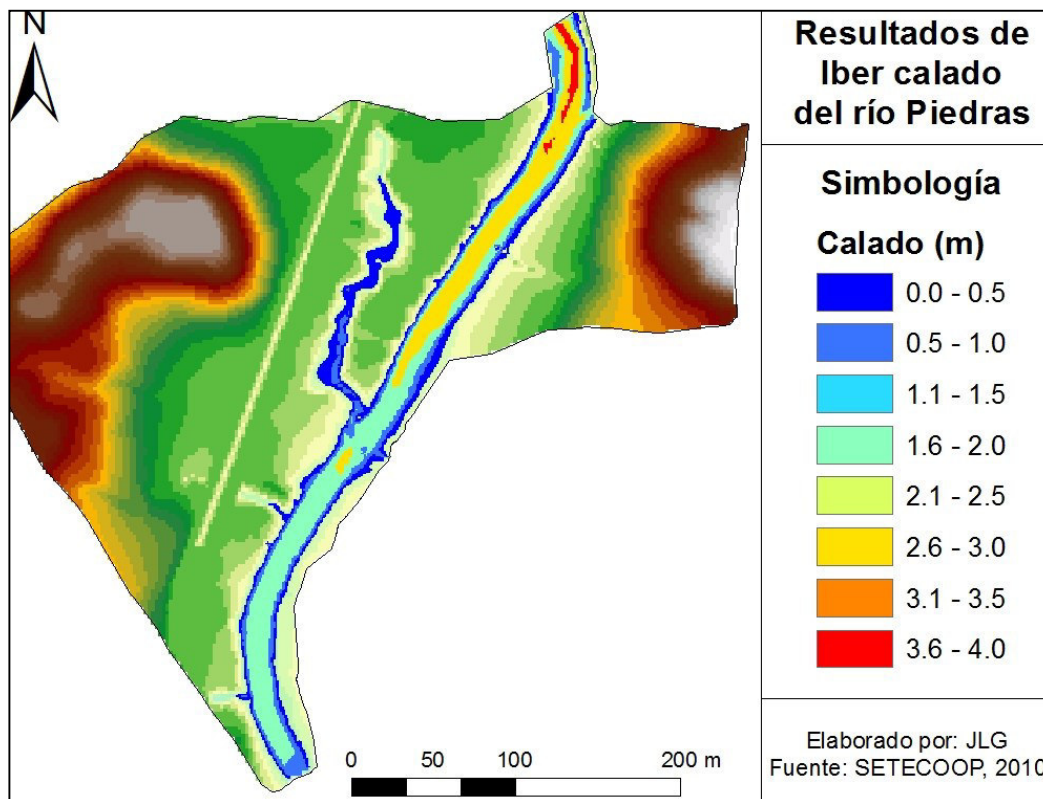 N
Resultados de
Iber calado
del río Piedras
Simbología
Calado (m)
0.0 - 0.5
0.5 - 1.0
1.1 - 1.5
1.6 - 2.0
2.1 - 2.5
2.6 - 3.0
3.1 - 3.5
3.6 - 4.0
0 50 100 200 m
Elaborado por: JLG
Fuente: SETECOOP, 2010